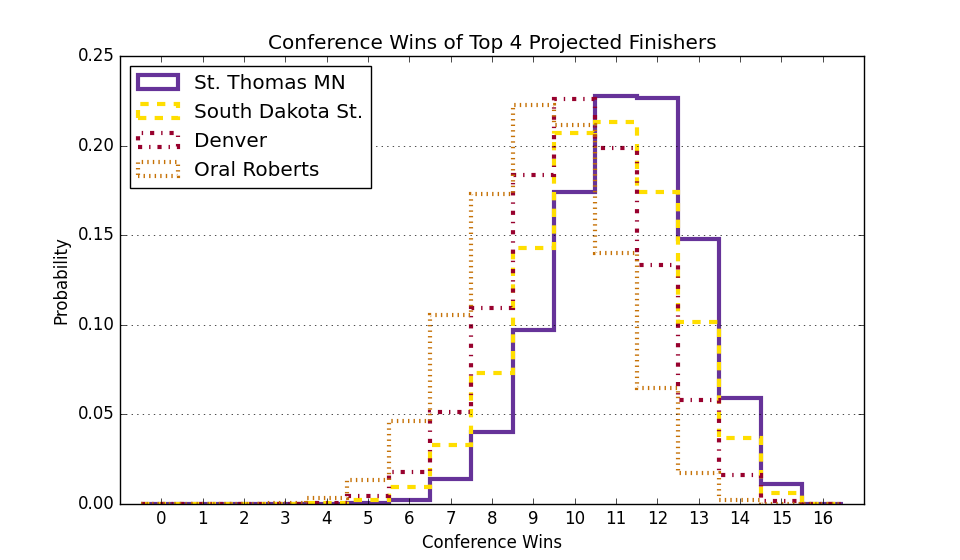 Conference Wins of Top 4 Projected Finishers
St. Thomas MN
South Dakota St.
Denver
Oral Roberts
0.25
0.20
0.15
0.10
0.05
0.00
Probability
0 1 2 3 4 5 6 7 8 9 10 11 12 13 14 15 16
Conference Wins